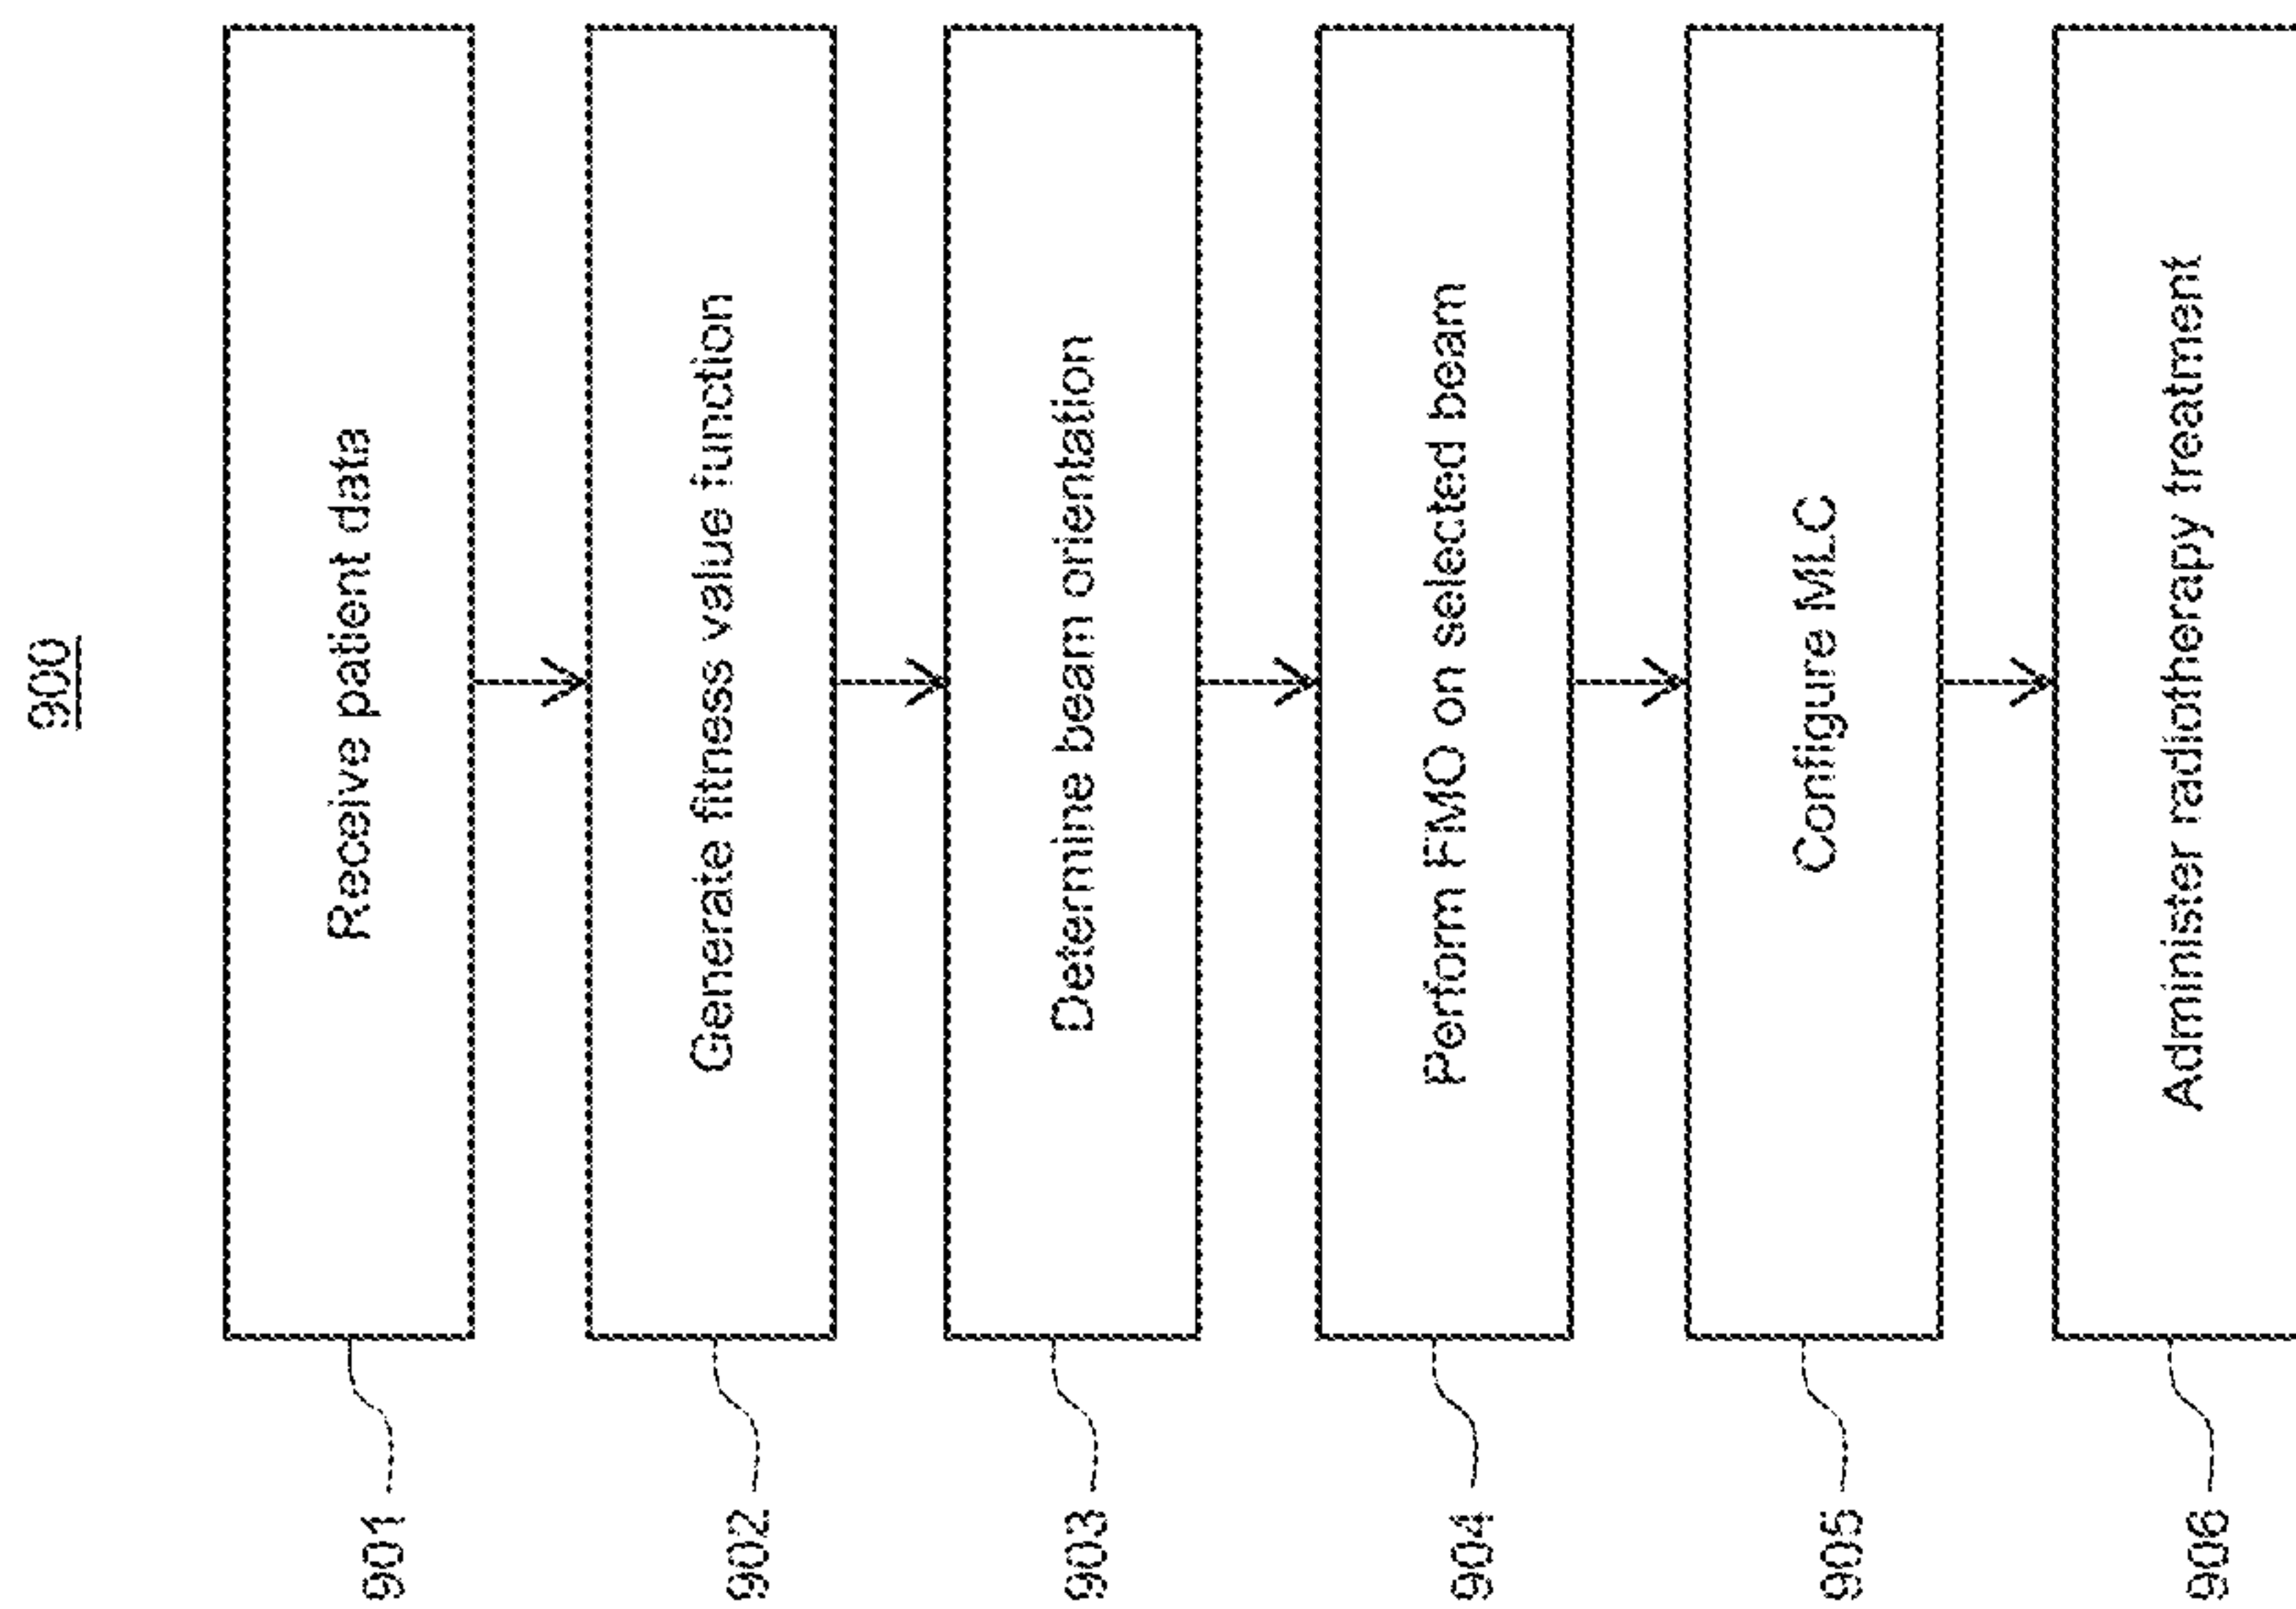 900
Receive patient data
901
Generate fitness value function
902
Determine beam orientation
903
Perform FMO on selected beam
904
Configure MLC
905
Administer radiotherapy treatment
906